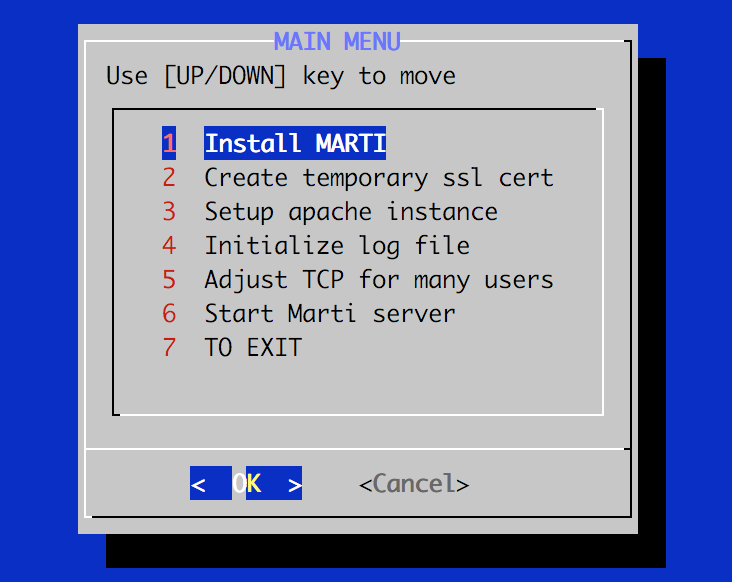 MAIN MENU
Use [UP/DOWN] key to move
1 Install MARTI
2 Create temporary ssl cert
3 Setup apache instance
4 Initialize log file
5 Adjust TCP for many users
6 Start Marti server
7 TO EXIT
< OK > <Cancel>